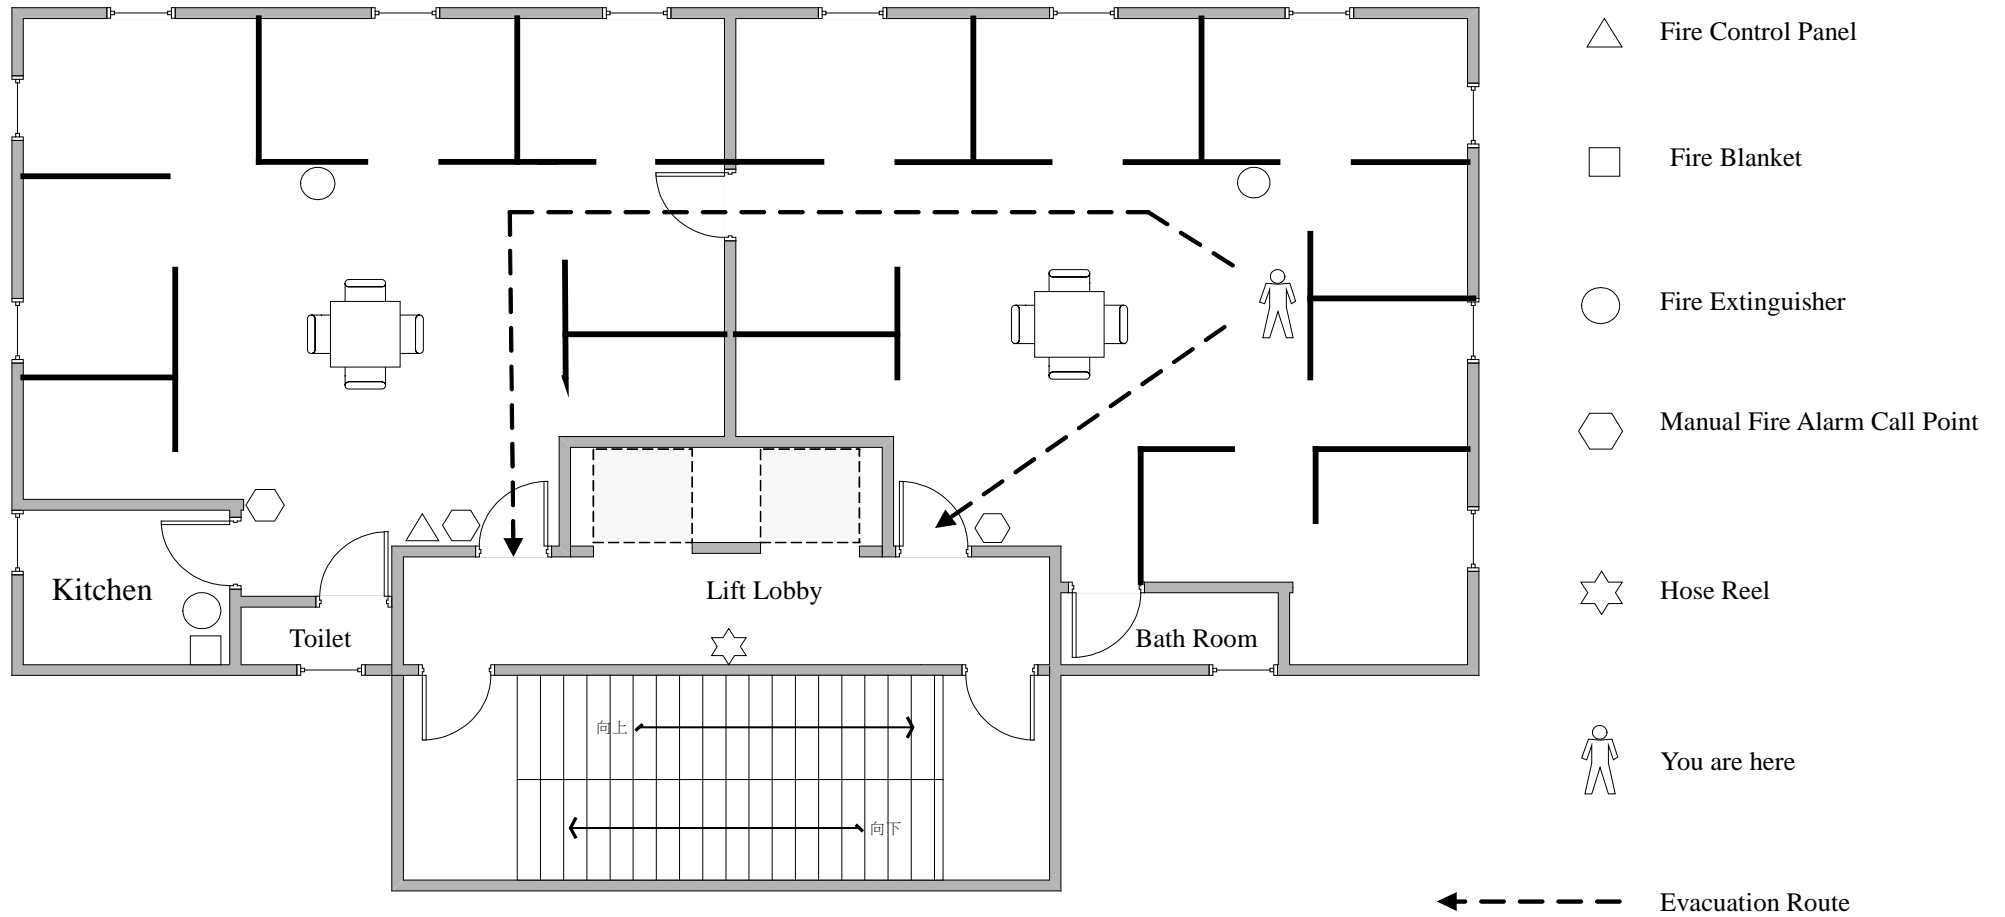 Fire Control Panel
Fire Blanket
Fire Extinguisher
Manual Fire Alarm Call Point
Kitchen
Toilet
Lift Lobby
Bath Room
Hose Reel
向上
向下
You are here
Evacuation Route